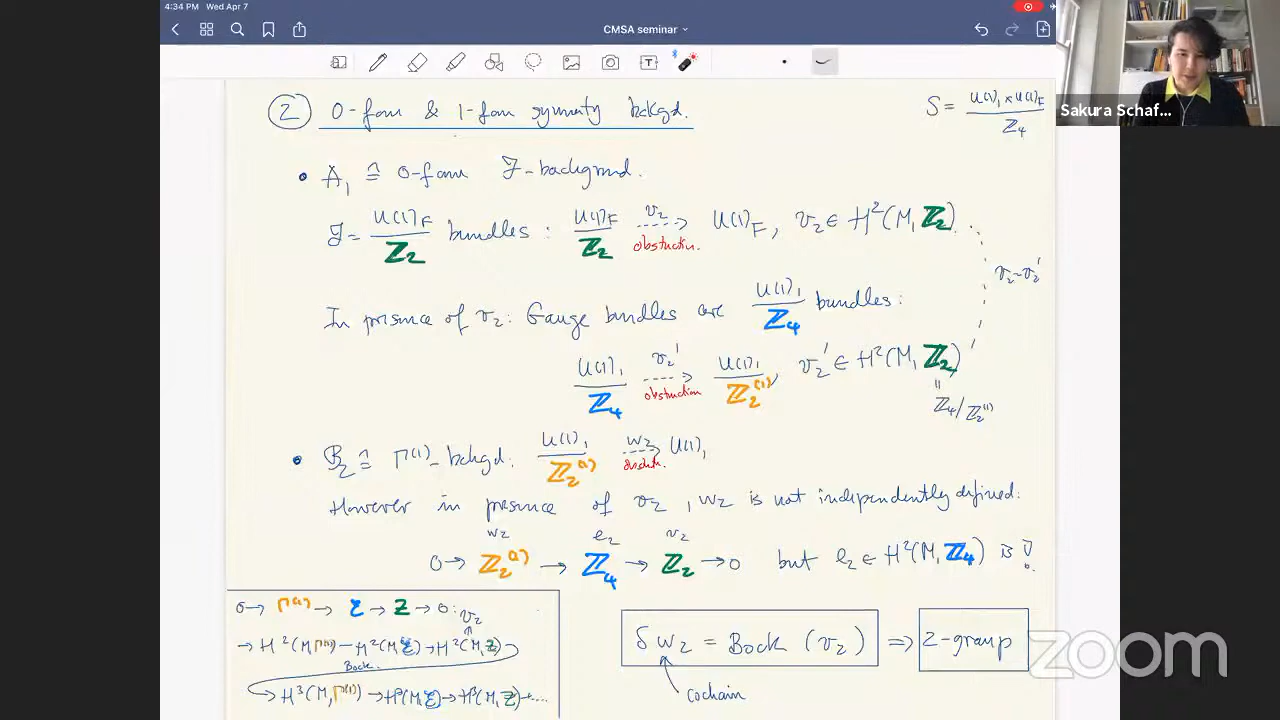 4:34 PM Wed Apr 7
CMSA seminar
Sakura Schaf...
② 0-form & 1-form symmetry bckgd.
S = U(1)₁ × U(1)_F / ℤ₄
• A₁ ≙ 0-form F-background.
F = U(1)_F / ℤ₂ bundles : U(1)_F / ℤ₂ --v₂--> U(1)_F , v₂ ∈ H²(M, ℤ₂)
obstruction.
v₂ ~ v₂'
In presence of v₂ : Gauge bundles are U(1)₁ / ℤ₄ bundles :
U(1)₁ / ℤ₄ --v₂'--> U(1)₁ / ℤ₂⁽¹⁾ , v₂' ∈ H²(M, ℤ₂)
obstruction
ℤ₄ / ℤ₂⁽¹⁾
• B₂ ≙ Γ⁽¹⁾-bckgd : U(1)₁ / ℤ₂⁽¹⁾ --w₂--> U(1)₁
However in presence of v₂ , w₂ is not independently defined.
w₂ e₂ v₂
0 → ℤ₂⁽¹⁾ → ℤ₄ → ℤ₂ → 0 but e₂ ∈ H²(M, ℤ₄) is
0 → Γ⁽¹⁾ → Ɛ → Z → 0 : v₂
→ H²(M, Γ⁽¹⁾) → H²(M, Ɛ) → H²(M, Z)
Bock.
→ H³(M, Γ⁽¹⁾) → H³(M, Ɛ) → H³(M, Z) → ...
δw₂ = Bock (v₂) ⇒ 2-group
cochain
zoom